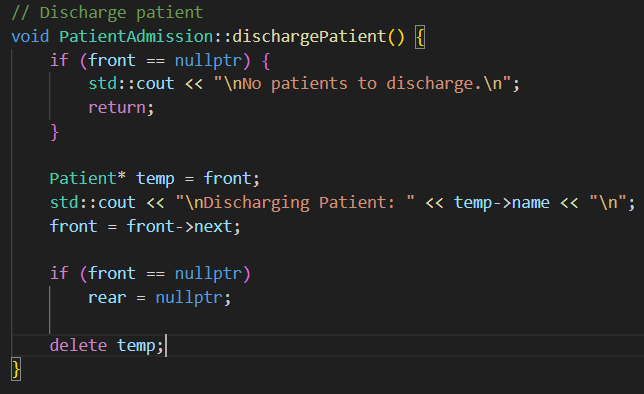 // Discharge patient
void PatientAdmission::dischargePatient() {
    if (front == nullptr) {
        std::cout << "\nNo patients to discharge.\n";
        return;
    }

    Patient* temp = front;
    std::cout << "\nDischarging Patient: " << temp->name << "\n";
    front = front->next;

    if (front == nullptr)
        rear = nullptr;

    delete temp;
}